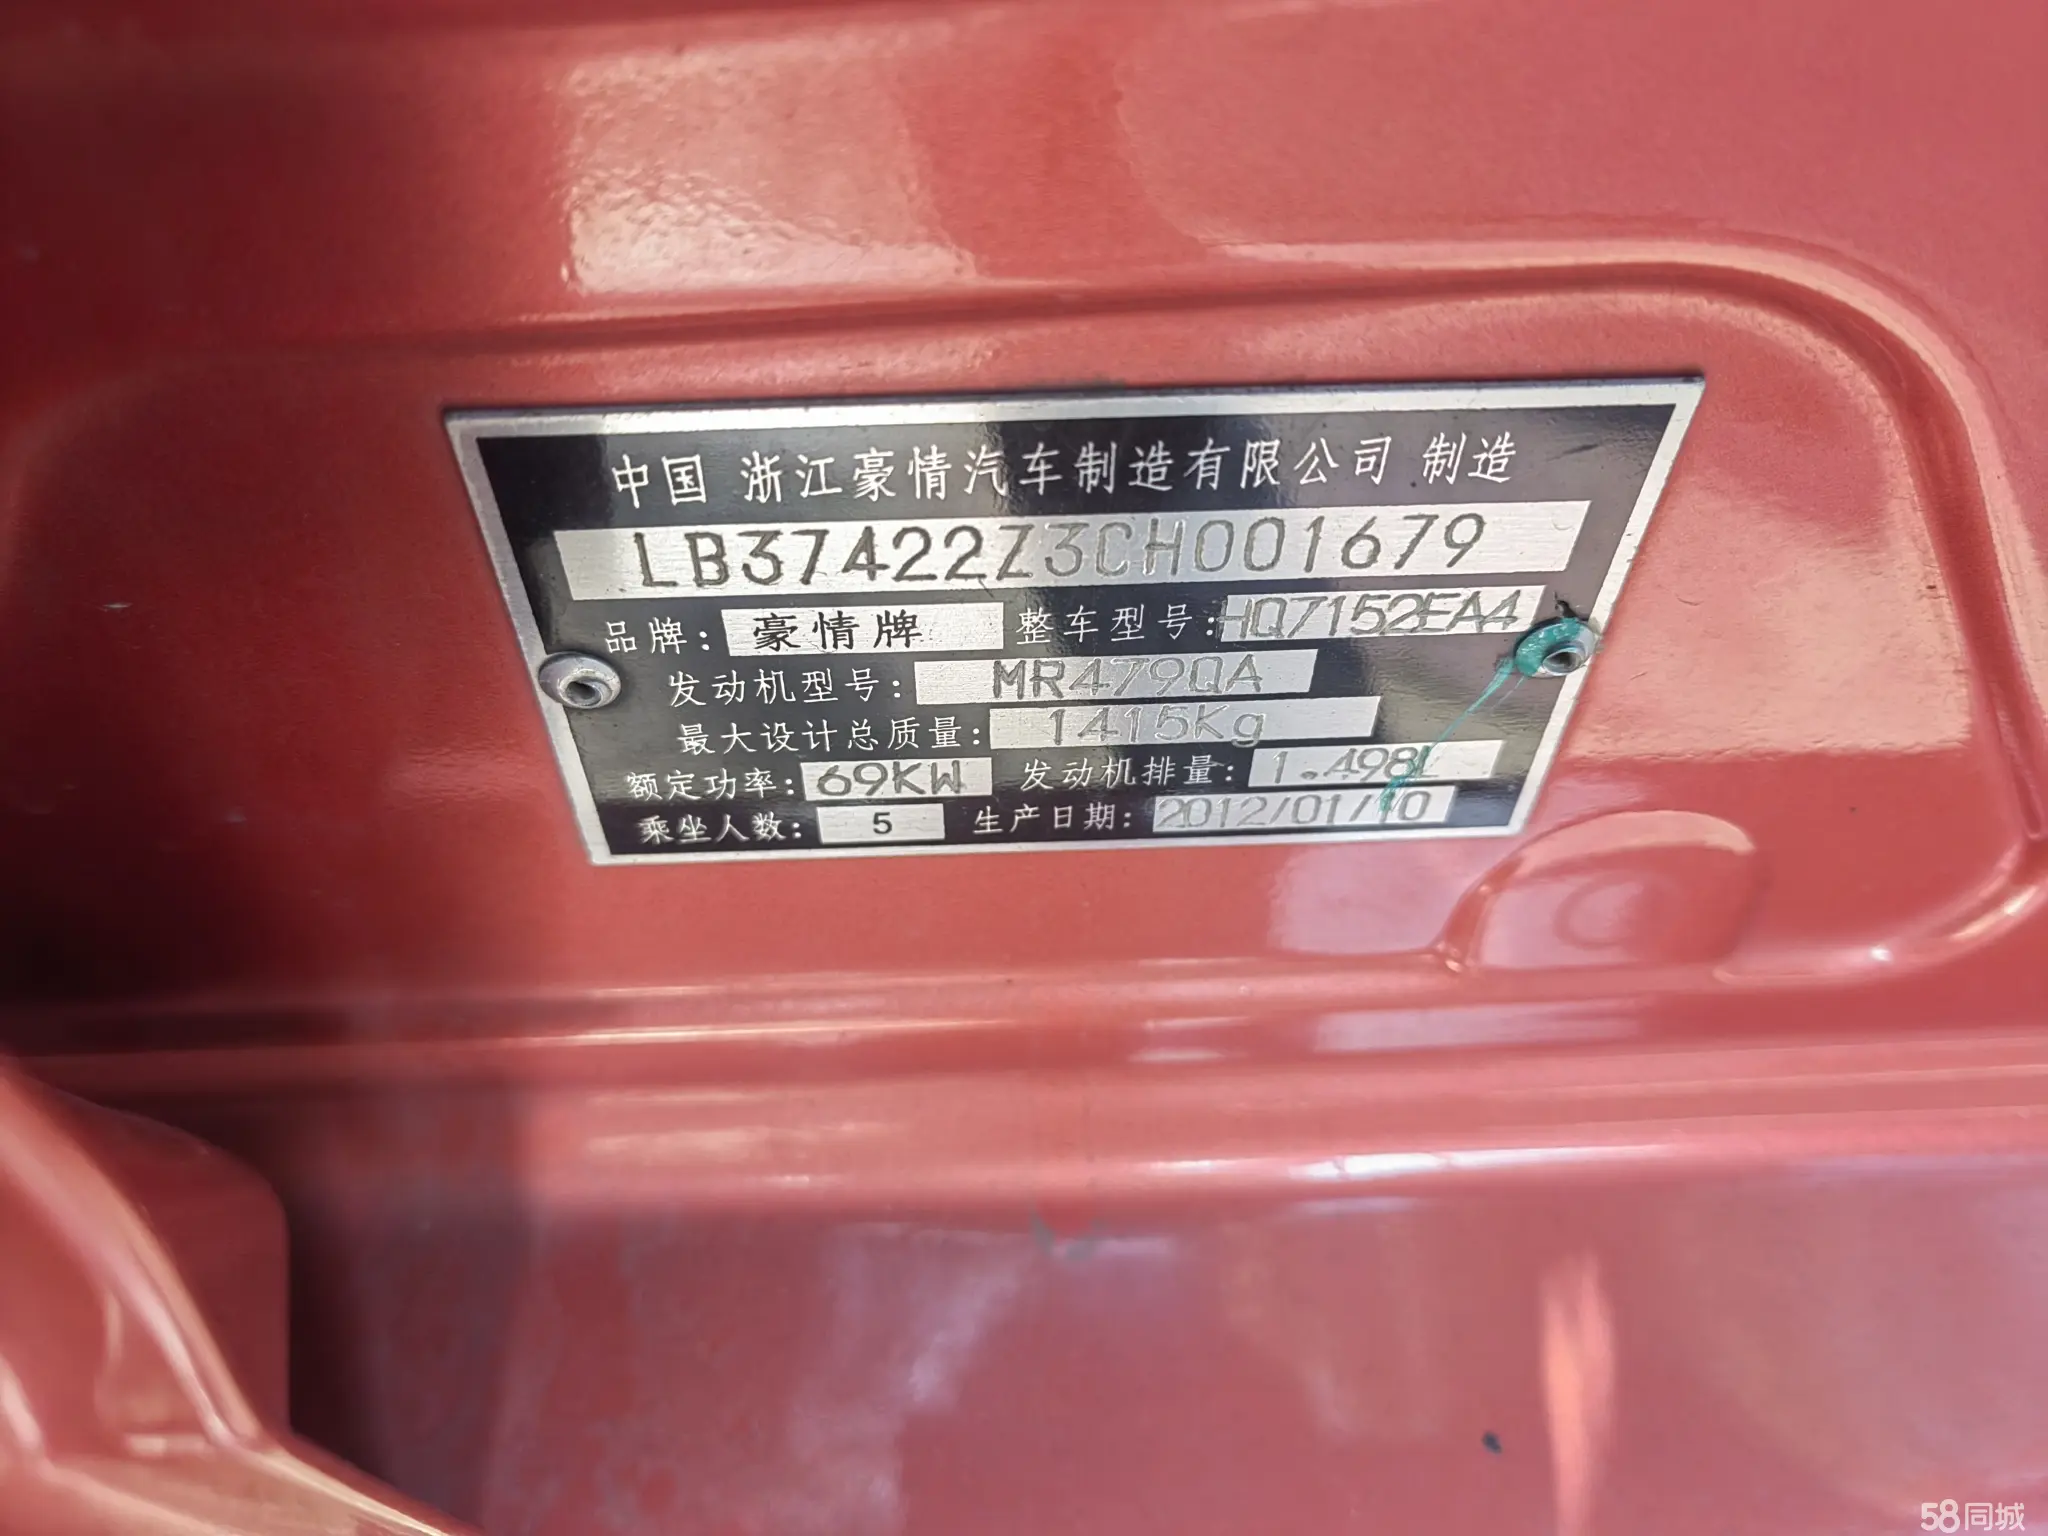 中国 浙江豪情汽车制造有限公司 制造
LB37422Z3CH001679
品牌: 豪情牌 整车型号: HQ7152EA4
发动机型号: MR479QA
最大设计总质量: 1415Kg
额定功率: 69KW 发动机排量: 1.498L
乘坐人数: 5 生产日期: 2012/01/10
58同城